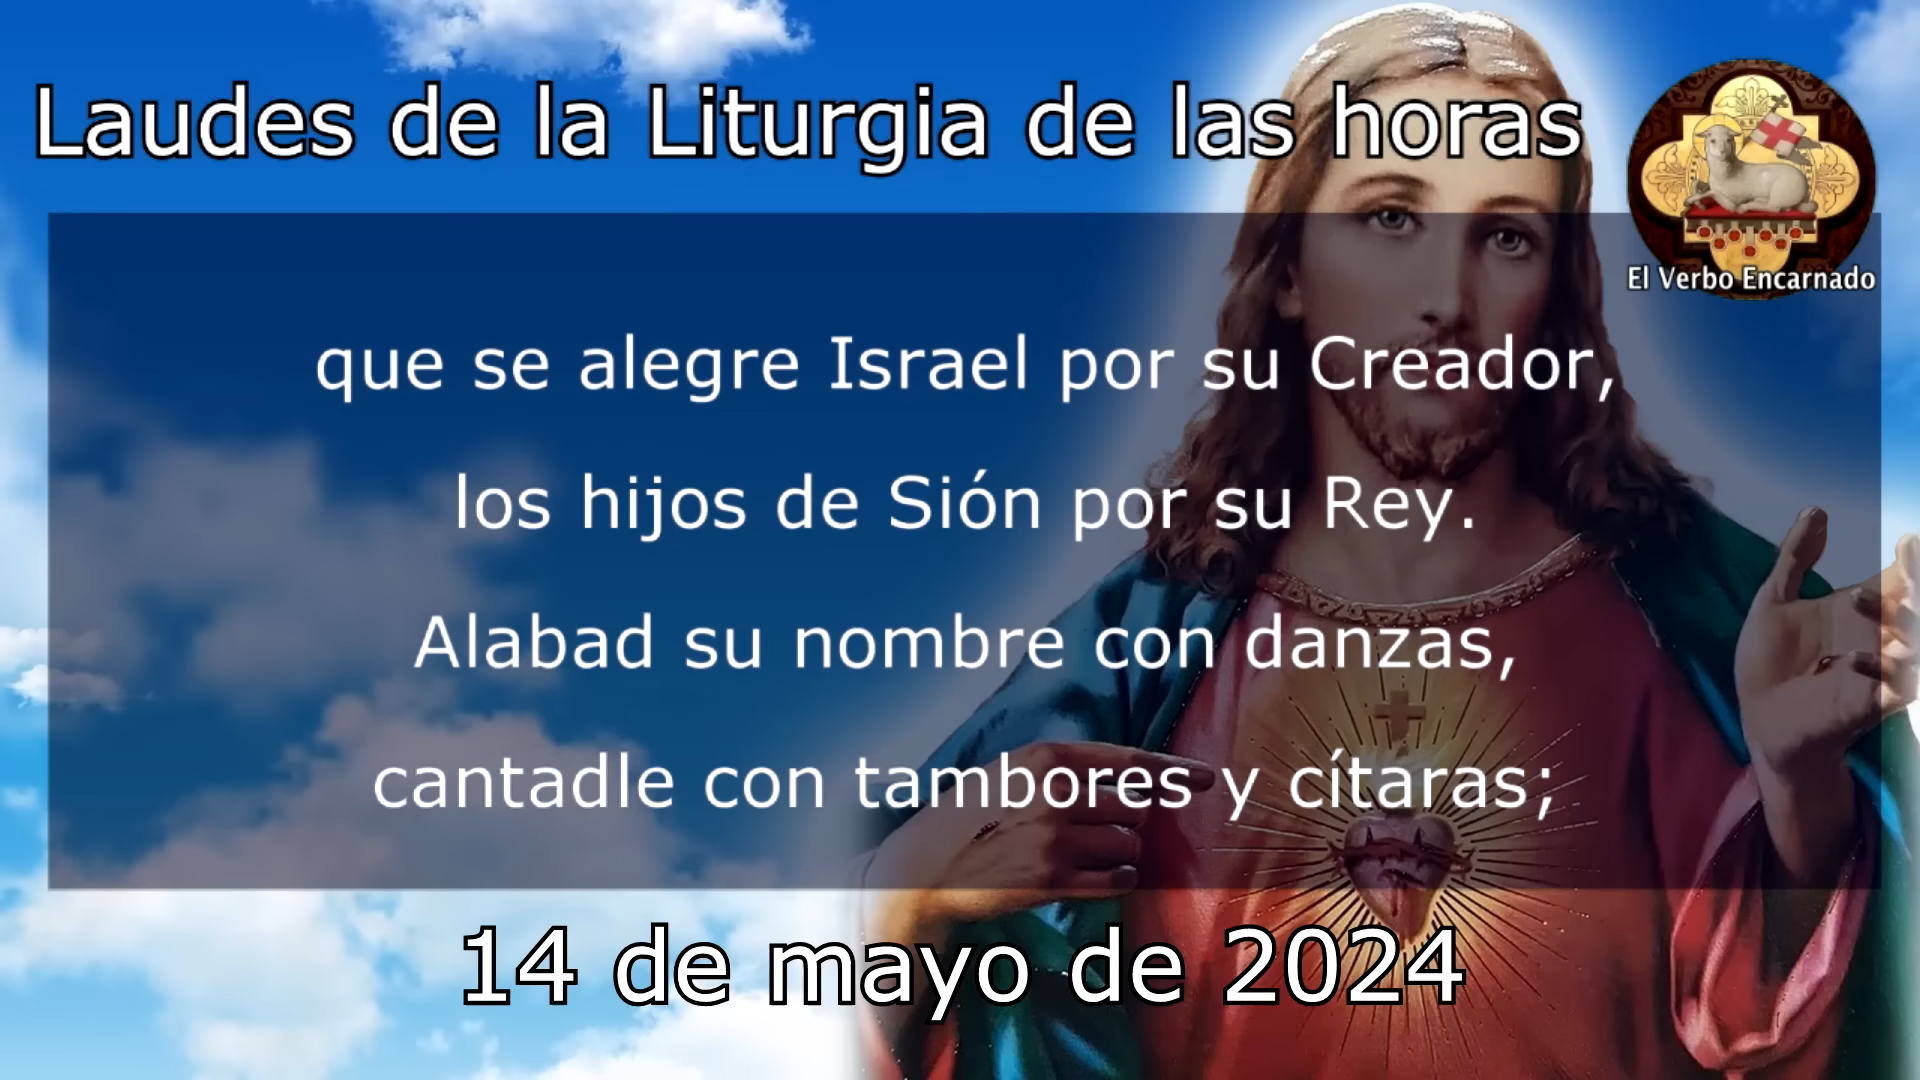 Laudes de la Liturgia de las horas
El Verbo Encarnado
que se alegre Israel por su Creador,
los hijos de Sión por su Rey.
Alabad su nombre con danzas,
cantadle con tambores y cítaras;
14 de mayo de 2024